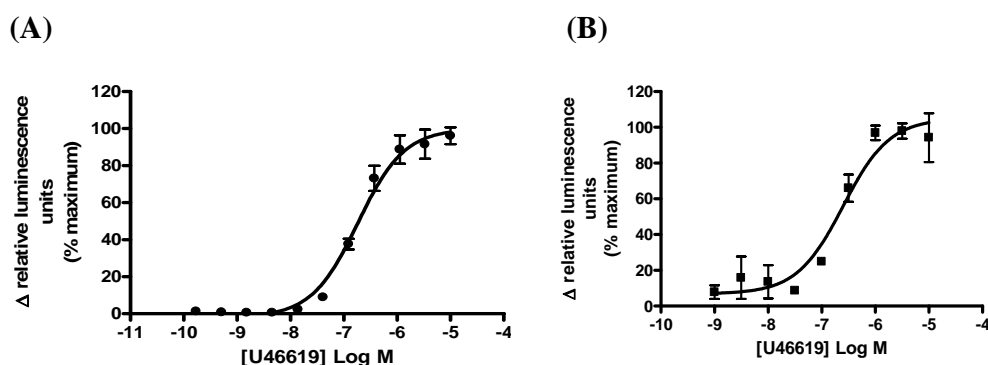 (A)
(B)
Δ relative luminescence
units
(% maximum)
120
100
80
60
40
20
0
-11 -10 -9 -8 -7 -6 -5 -4
[U46619] Log M
Δ relative luminescence
units
(% maximum)
120
100
80
60
40
20
0
-10 -9 -8 -7 -6 -5 -4
[U46619] Log M